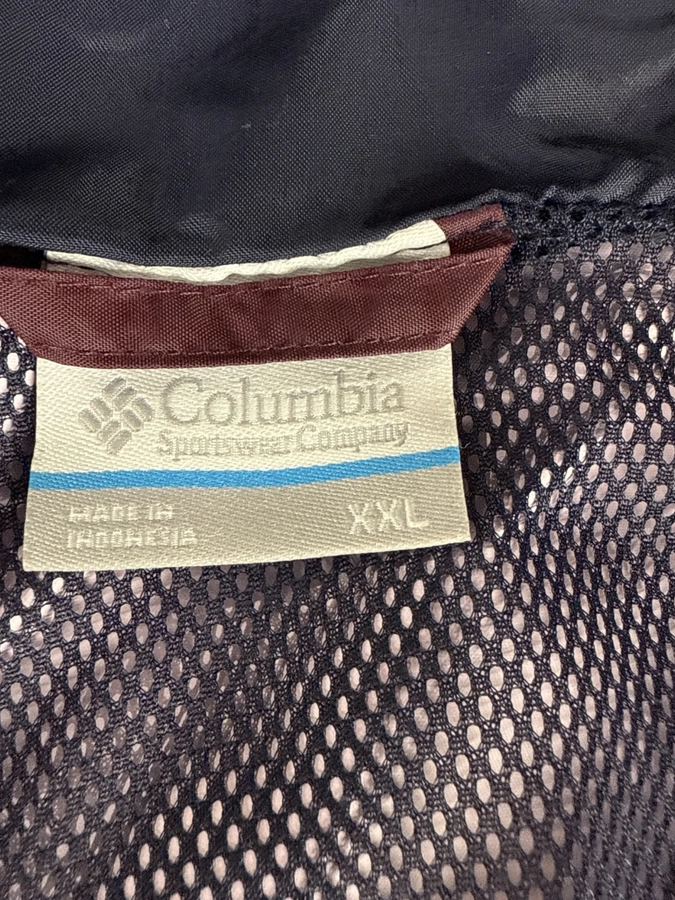 Columbia
Sportswear Company
MADE IN
INDONESIA
XXL